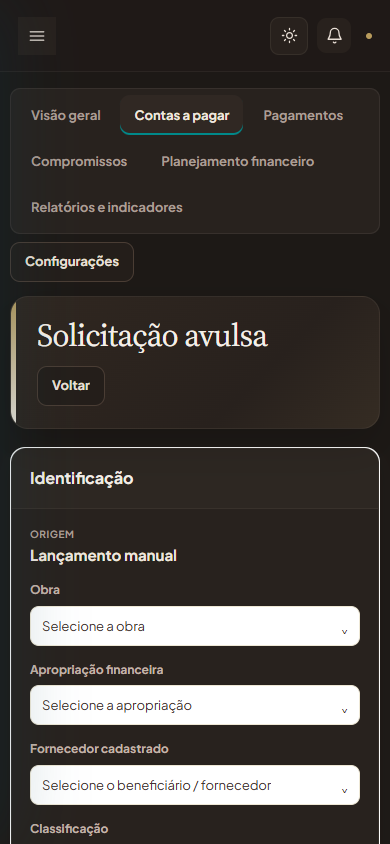 Visão geral
Contas a pagar
Pagamentos
Compromissos
Planejamento financeiro
Relatórios e indicadores
Configurações
Solicitação avulsa
Voltar
Identificação
ORIGEM
Lançamento manual
Obra
Selecione a obra
Apropriação financeira
Selecione a apropriação
Fornecedor cadastrado
Selecione o beneficiário / fornecedor
Classificação